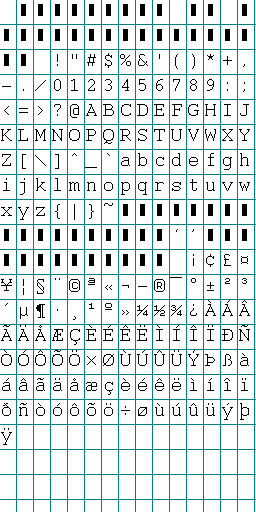 ! " # $ % & ' ( ) * + ,
- . / 0 1 2 3 4 5 6 7 8 9 : ;
< = > ? @ A B C D E F G H I J
K L M N O P Q R S T U V W X Y
Z [ \ ] ^ _ ` a b c d e f g h
i j k l m n o p q r s t u v w
x y z { | } ~
‘ ’
¡ ¢ £ ¤
¥ ¦ § ¨ © ª « ¬ - ® ¯ ° ± ² ³
´ µ ¶ · ¸ ¹ º » ¼ ½ ¾ ¿ À Á Â
Ã Ä Å Æ Ç È É Ê Ë Ì Í Î Ï Ð Ñ
Ò Ó Ô Õ Ö × Ø Ù Ú Û Ü Ý Þ ß à
á â ã ä å æ ç è é ê ë ì í î ï
ð ñ ò ó ô õ ö ÷ ø ù ú û ü ý þ
ÿ